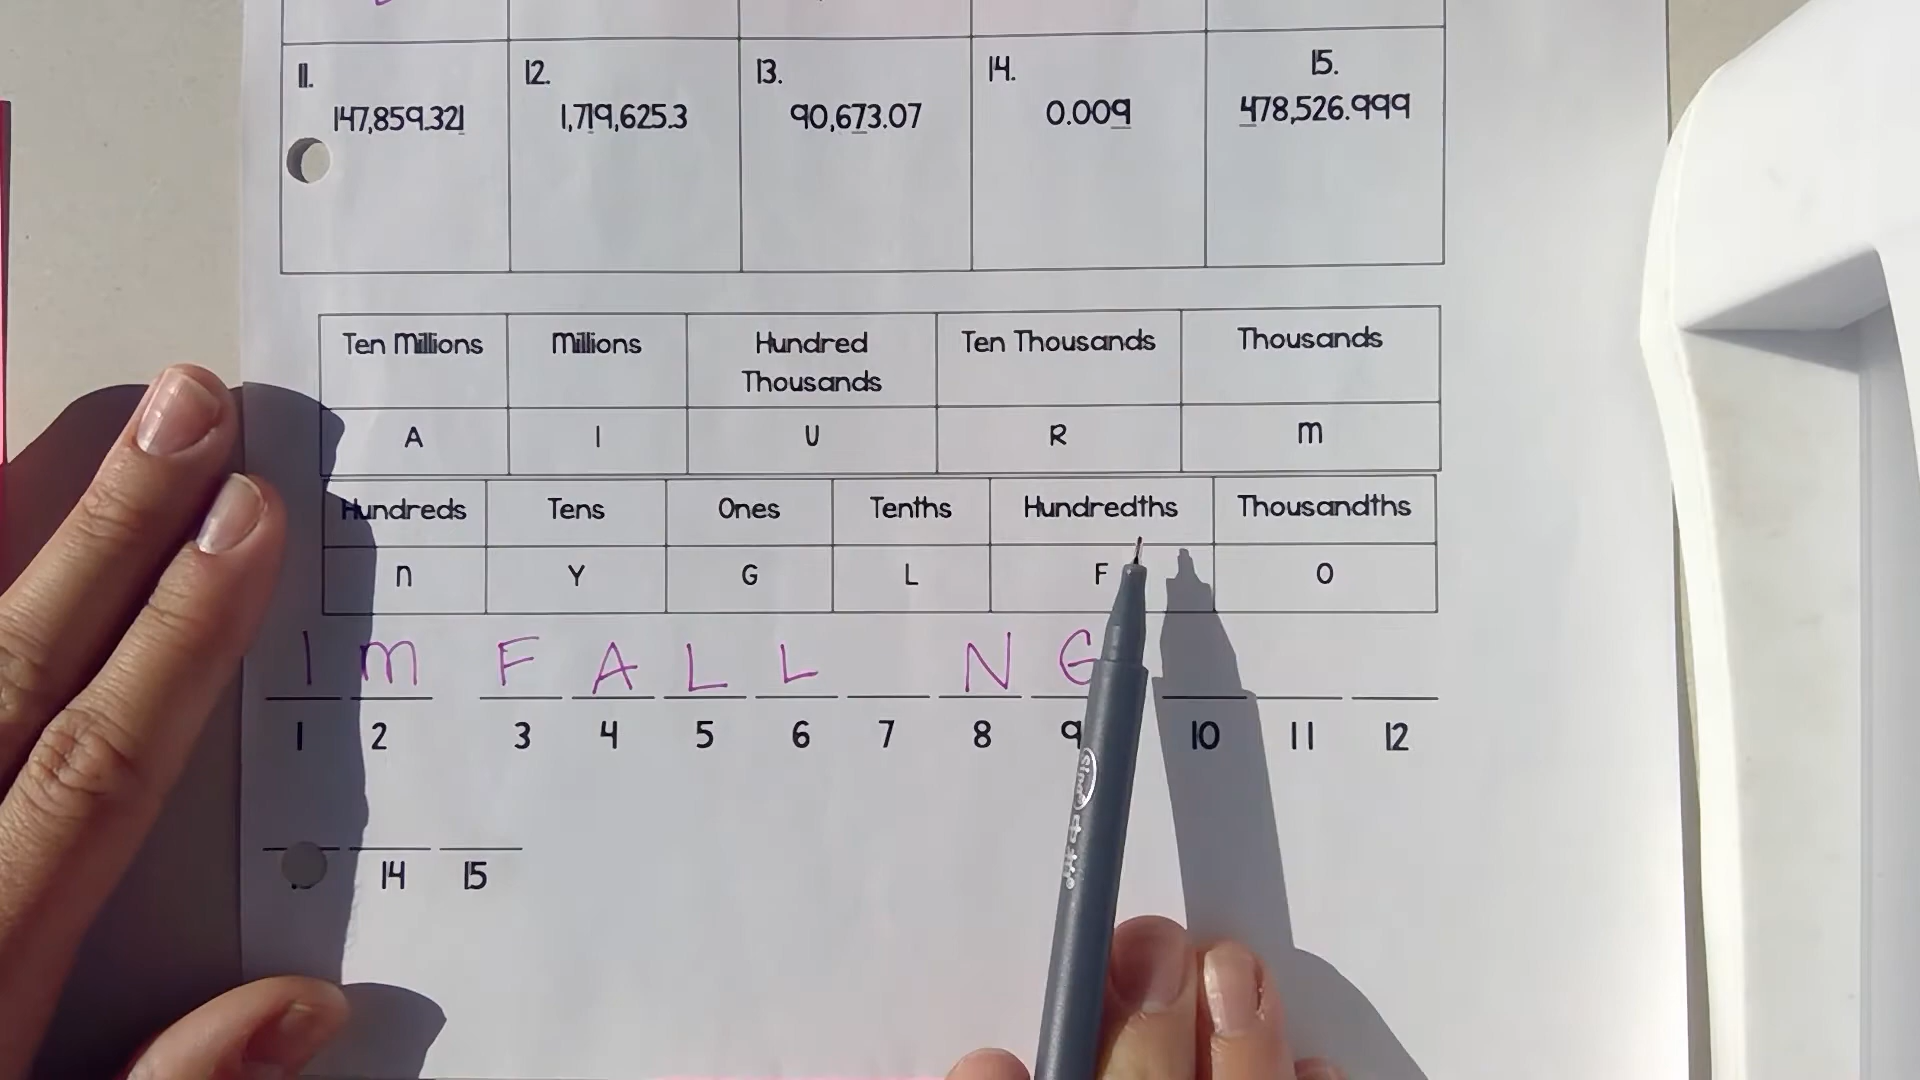 11. 12. 13. 14. 15.
147,859.321 1,719,625.3 90,673.07 0.009 478,526.999
Ten Millions Millions Hundred Thousands Ten Thousands Thousands
A I U R M
Hundreds Tens Ones Tenths Hundredths Thousandths
n Y G L F O
I M F A L L N G
1 2 3 4 5 6 7 8 9 10 11 12
14 15